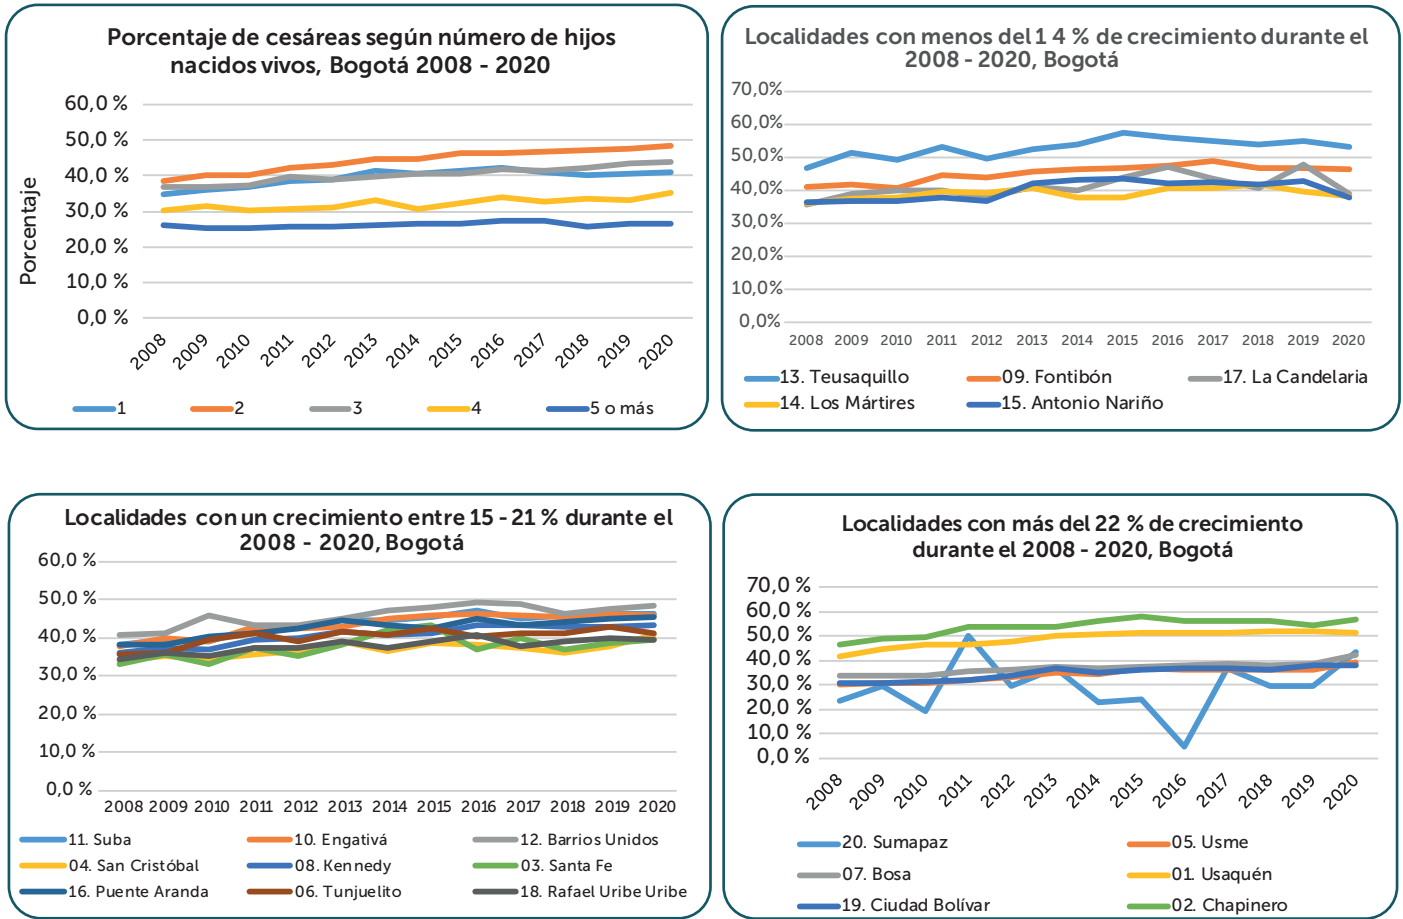 Porcentaje de cesáreas según número de hijos
nacidos vivos, Bogotá 2008 - 2020
60,0 %
50,0 %
40,0 %
30,0 %
20,0 %
10,0 %
0,0 %
Porcentaje
2008 2009 2010 2011 2012 2013 2014 2015 2016 2017 2018 2019 2020
1 2 3 4 5 o más
Localidades con menos del 1 4 % de crecimiento durante el
2008 - 2020, Bogotá
70,0%
60,0%
50,0%
40,0%
30,0%
20,0%
10,0%
0,0%
2008 2009 2010 2011 2012 2013 2014 2015 2016 2017 2018 2019 2020
13. Teusaquillo 09. Fontibón 17. La Candelaria
14. Los Mártires 15. Antonio Nariño
Localidades con un crecimiento entre 15 - 21 % durante el
2008 - 2020, Bogotá
60,0 %
50,0 %
40,0 %
30,0 %
20,0 %
10,0 %
0,0 %
2008 2009 2010 2011 2012 2013 2014 2015 2016 2017 2018 2019 2020
11. Suba 10. Engativá 12. Barrios Unidos
04. San Cristóbal 08. Kennedy 03. Santa Fe
16. Puente Aranda 06. Tunjuelito 18. Rafael Uribe Uribe
Localidades con más del 22 % de crecimiento
durante el 2008 - 2020, Bogotá
70,0 %
60,0 %
50,0 %
40,0 %
30,0 %
20,0 %
10,0 %
0,0 %
2008 2009 2010 2011 2012 2013 2014 2015 2016 2017 2018 2019 2020
20. Sumapaz 05. Usme
07. Bosa 01. Usaquén
19. Ciudad Bolívar 02. Chapinero